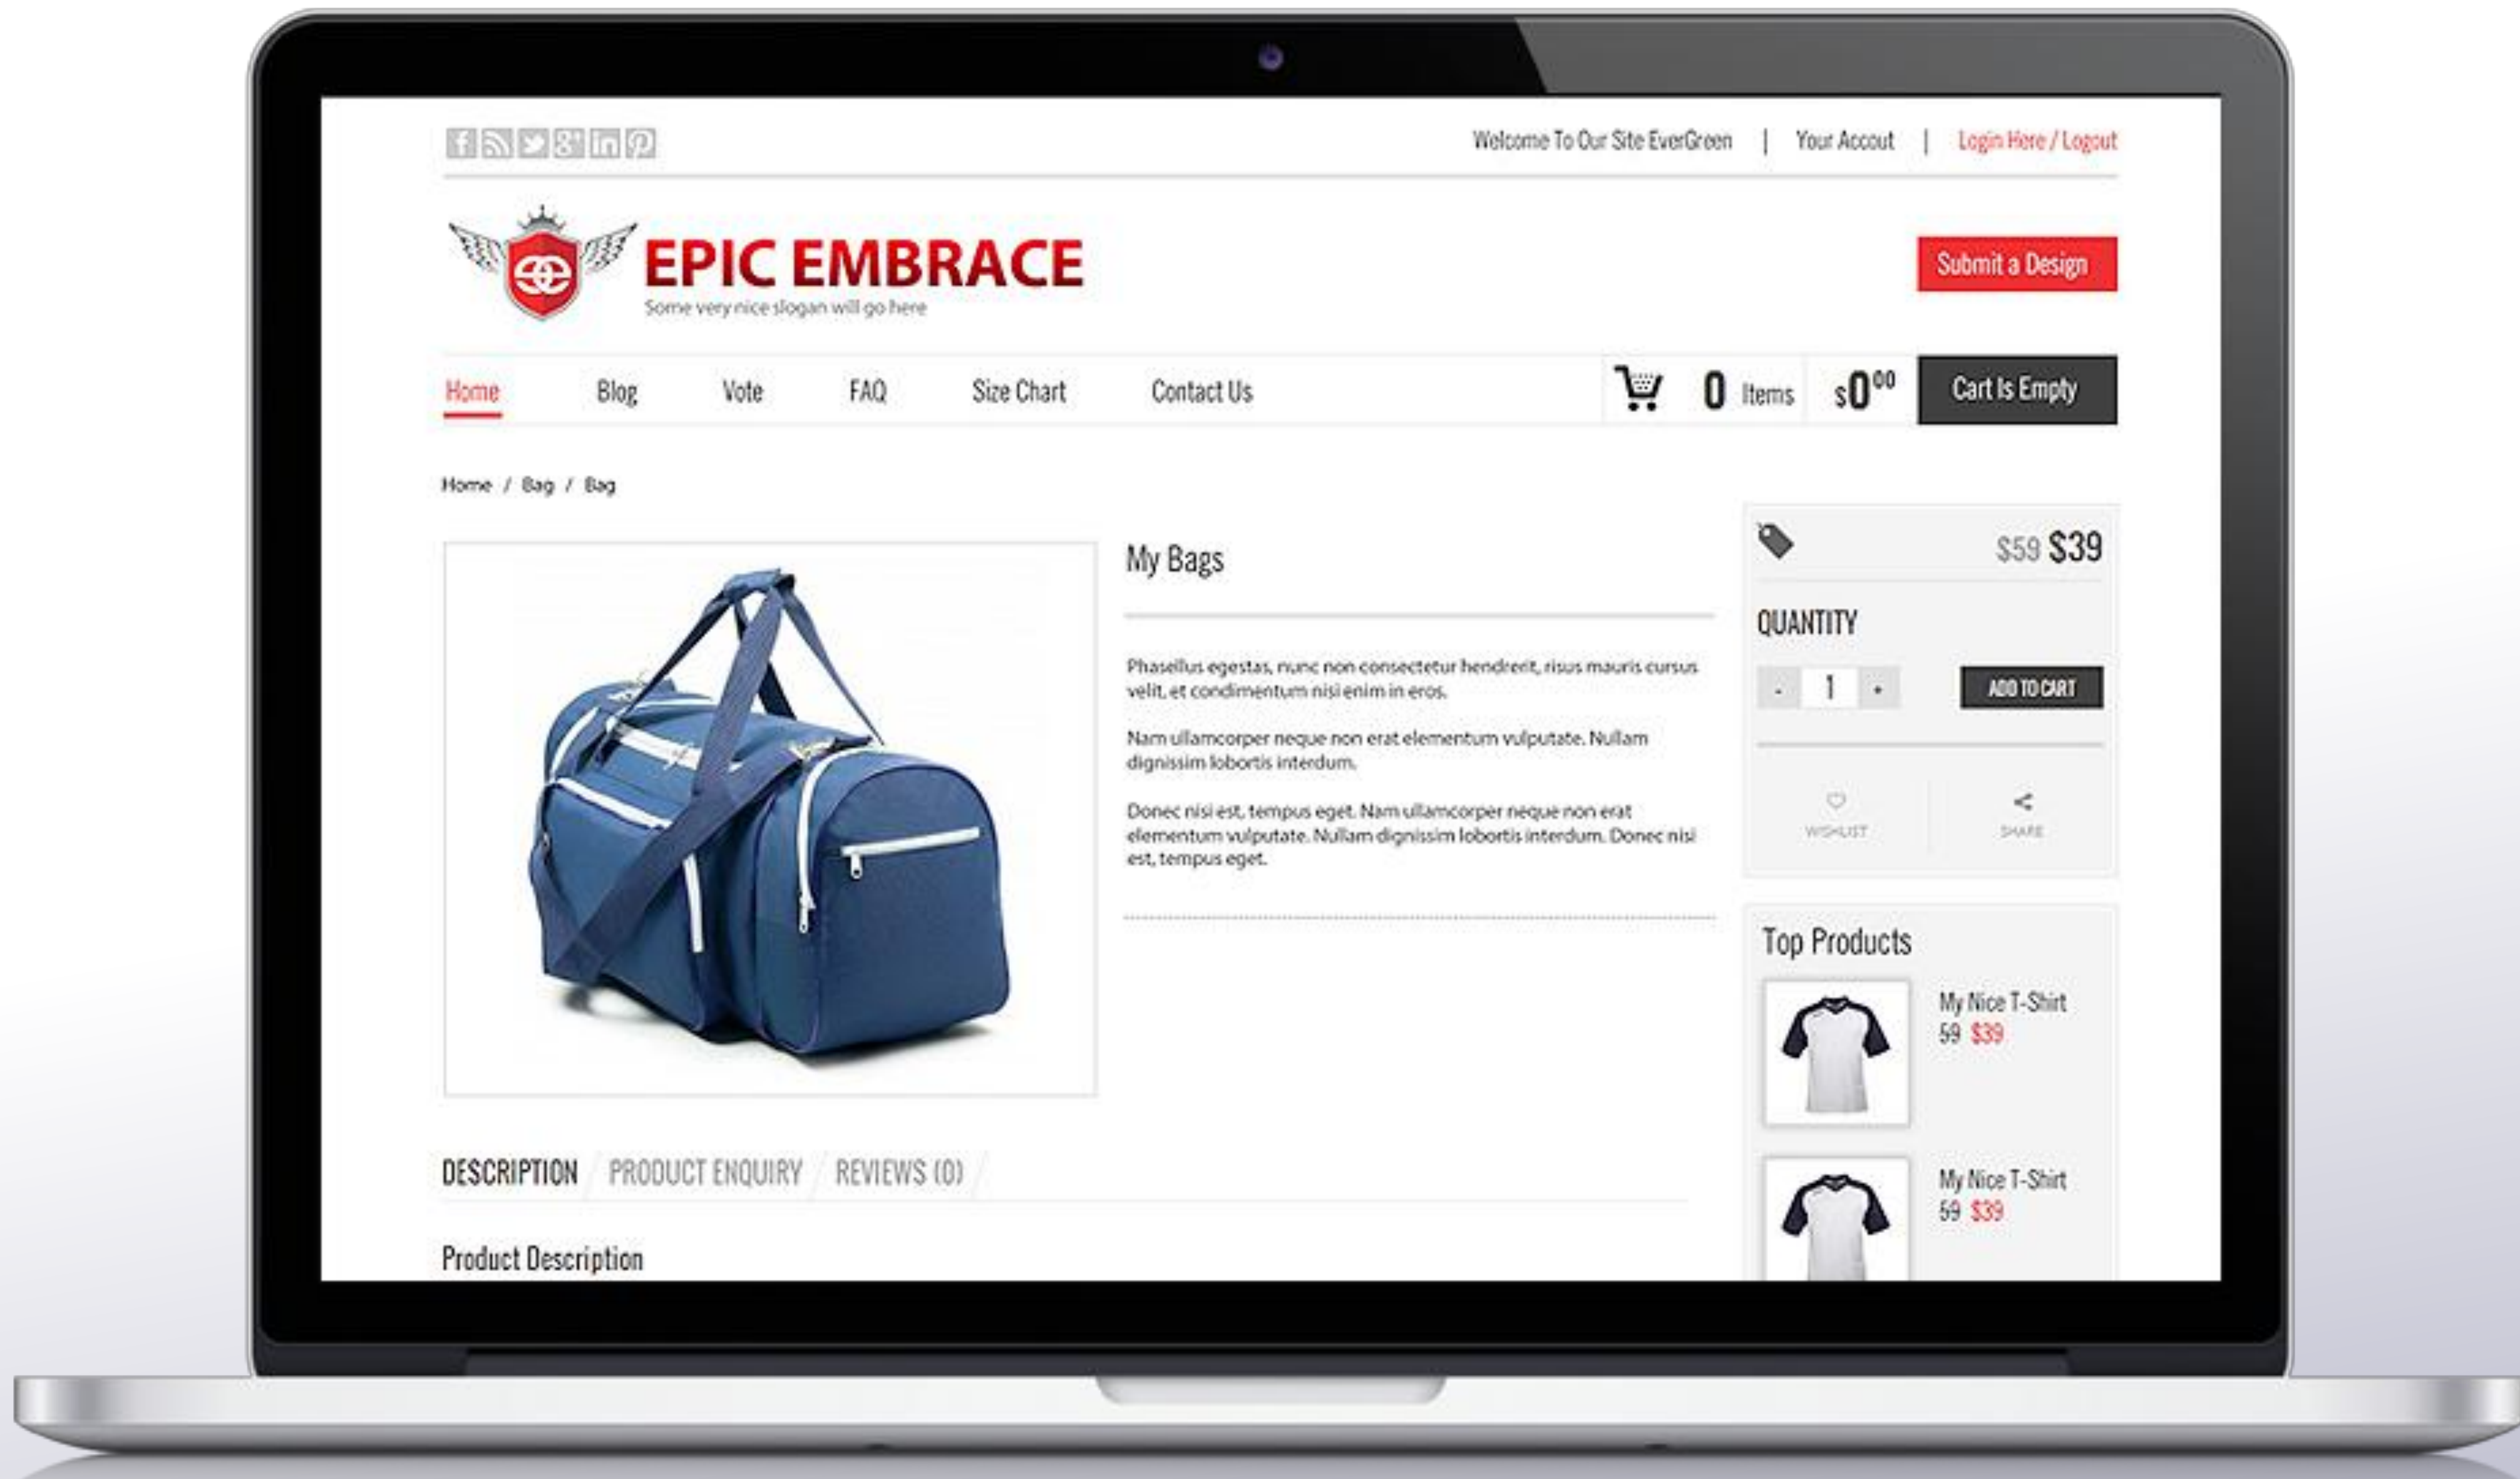 Welcome To Our Site EverGreen | Your Accout | Login Here / Logout
EPIC EMBRACE
Some very nice slogan will go here
Submit a Design
Home Blog Vote FAQ Size Chart Contact Us
0 Items $0.00 Cart Is Empty
Home / Bag / Bag
My Bags
Phasellus egestas, nunc non consectetur hendrerit, risus mauris cursus
velit, et condimentum nisi enim in eros.
Nam ullamcorper neque non erat elementum vulputate. Nullam
dignissim lobortis interdum.
Donec nisi est, tempus eget. Nam ullamcorper neque non erat
elementum vulputate. Nullam dignissim lobortis interdum. Donec nisi
est, tempus eget.
$59 $39
QUANTITY
- 1 + ADD TO CART
WISHLIST SHARE
Top Products
My Nice T-Shirt
59 $39
My Nice T-Shirt
59 $39
DESCRIPTION / PRODUCT ENQUIRY / REVIEWS (0) /
Product Description